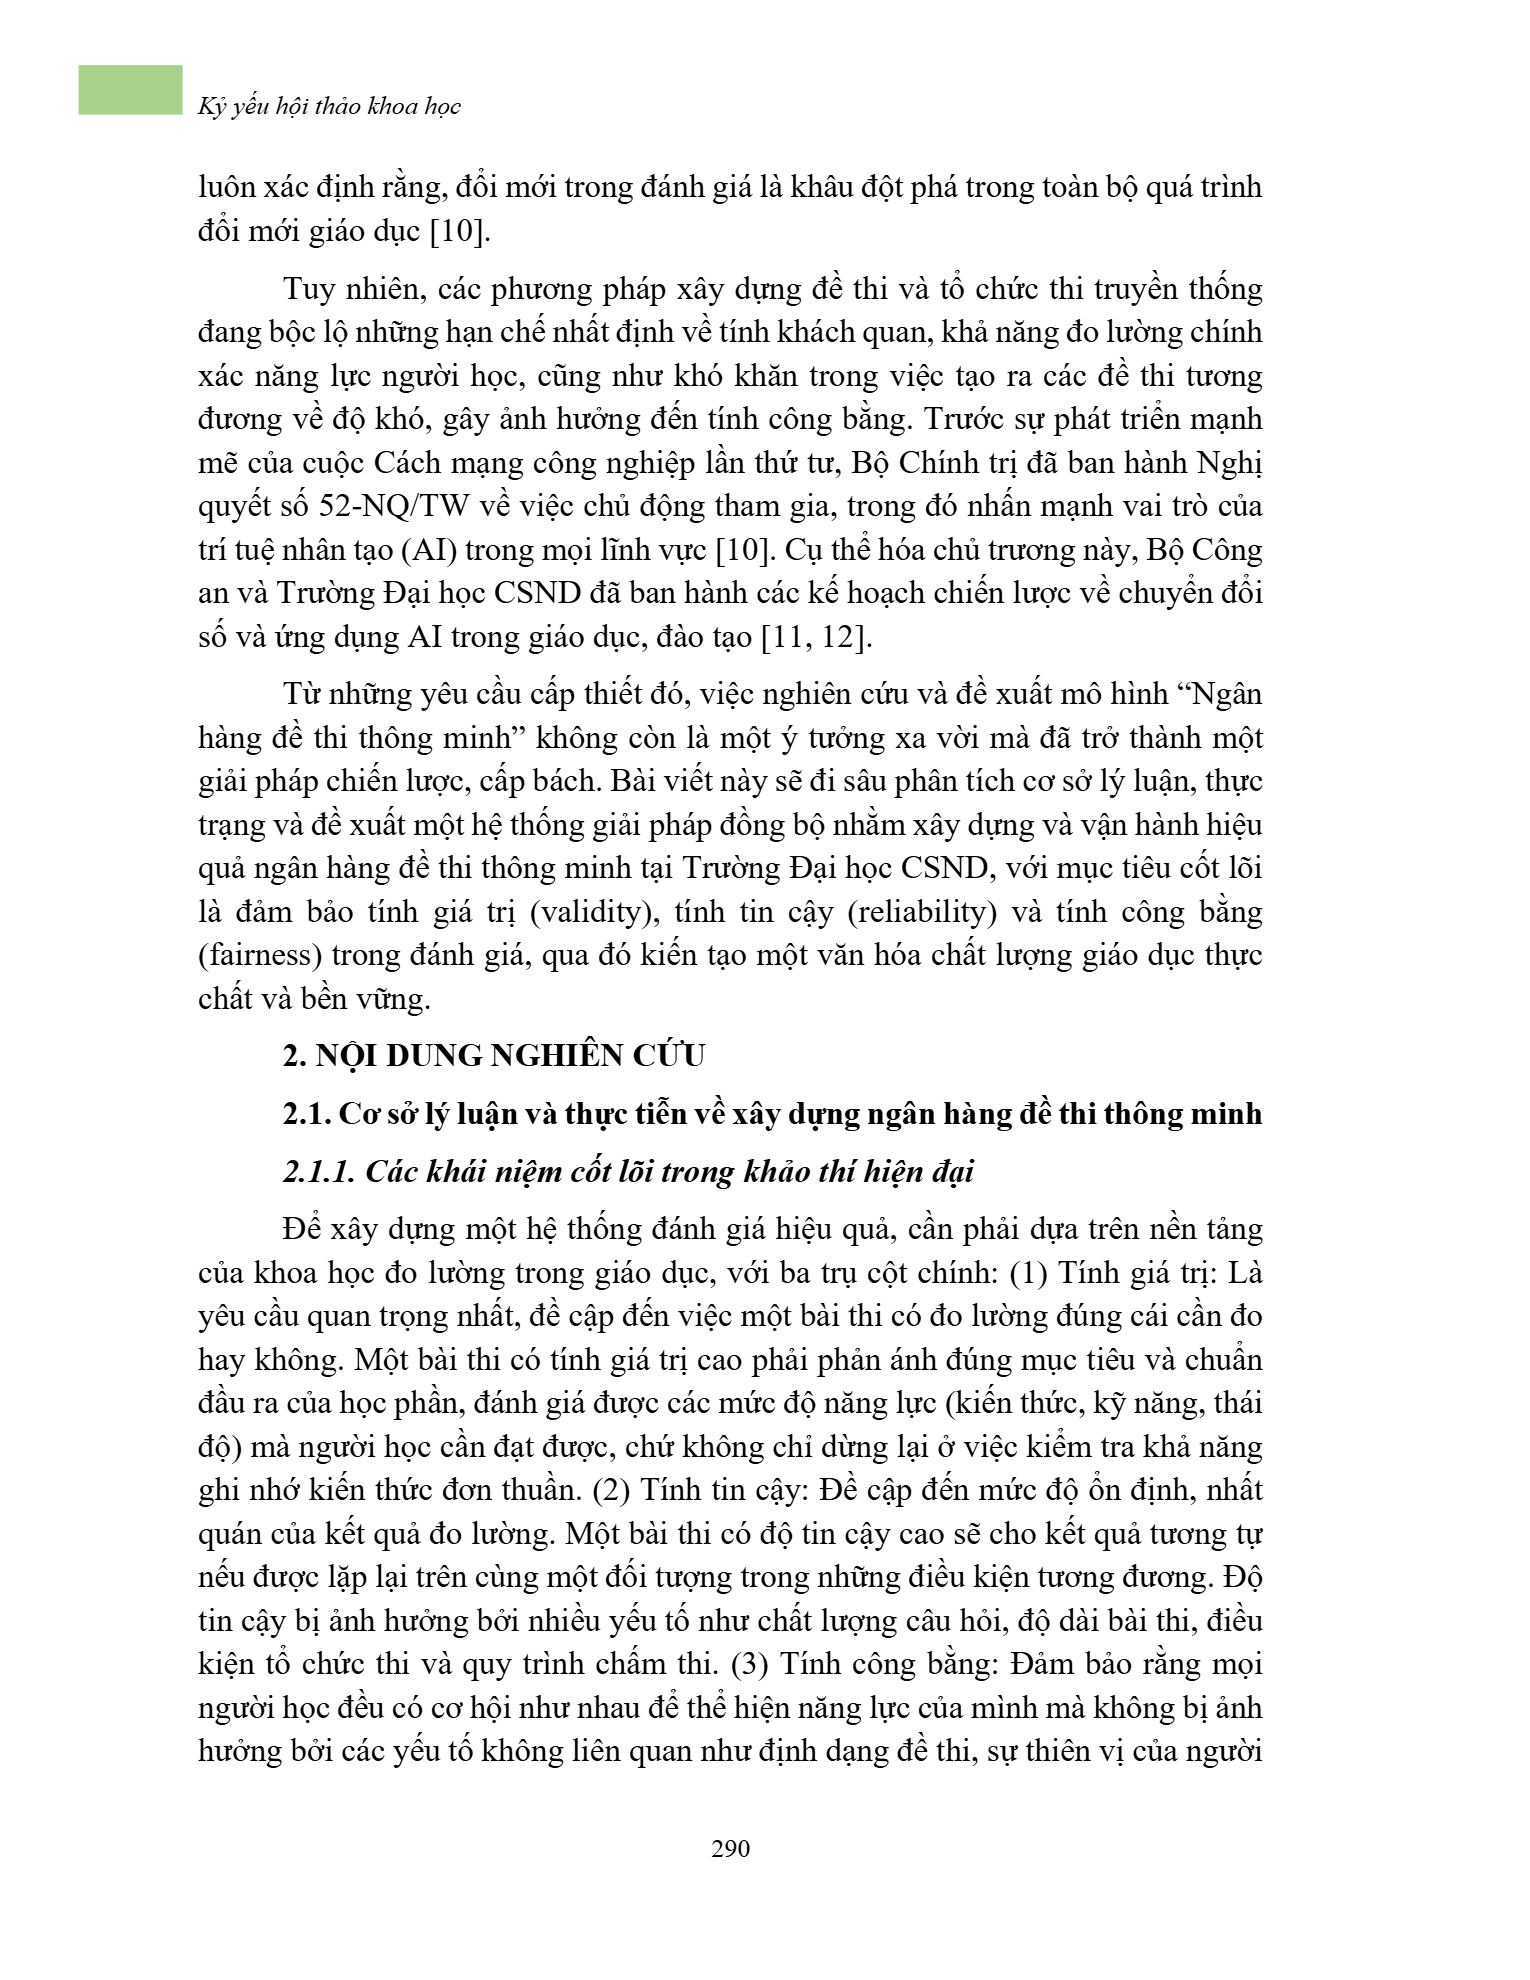 Kỷ yếu hội thảo khoa học
luôn xác định rằng, đổi mới trong đánh giá là khâu đột phá trong toàn bộ quá trình
đổi mới giáo dục [10].
Tuy nhiên, các phương pháp xây dựng đề thi và tổ chức thi truyền thống
đang bộc lộ những hạn chế nhất định về tính khách quan, khả năng đo lường chính
xác năng lực người học, cũng như khó khăn trong việc tạo ra các đề thi tương
đương về độ khó, gây ảnh hưởng đến tính công bằng. Trước sự phát triển mạnh
mẽ của cuộc Cách mạng công nghiệp lần thứ tư, Bộ Chính trị đã ban hành Nghị
quyết số 52-NQ/TW về việc chủ động tham gia, trong đó nhấn mạnh vai trò của
trí tuệ nhân tạo (AI) trong mọi lĩnh vực [10]. Cụ thể hóa chủ trương này, Bộ Công
an và Trường Đại học CSND đã ban hành các kế hoạch chiến lược về chuyển đổi
số và ứng dụng AI trong giáo dục, đào tạo [11, 12].
Từ những yêu cầu cấp thiết đó, việc nghiên cứu và đề xuất mô hình “Ngân
hàng đề thi thông minh” không còn là một ý tưởng xa vời mà đã trở thành một
giải pháp chiến lược, cấp bách. Bài viết này sẽ đi sâu phân tích cơ sở lý luận, thực
trạng và đề xuất một hệ thống giải pháp đồng bộ nhằm xây dựng và vận hành hiệu
quả ngân hàng đề thi thông minh tại Trường Đại học CSND, với mục tiêu cốt lõi
là đảm bảo tính giá trị (validity), tính tin cậy (reliability) và tính công bằng
(fairness) trong đánh giá, qua đó kiến tạo một văn hóa chất lượng giáo dục thực
chất và bền vững.
2. NỘI DUNG NGHIÊN CỨU
2.1. Cơ sở lý luận và thực tiễn về xây dựng ngân hàng đề thi thông minh
2.1.1. Các khái niệm cốt lõi trong khảo thí hiện đại
Để xây dựng một hệ thống đánh giá hiệu quả, cần phải dựa trên nền tảng
của khoa học đo lường trong giáo dục, với ba trụ cột chính: (1) Tính giá trị: Là
yêu cầu quan trọng nhất, đề cập đến việc một bài thi có đo lường đúng cái cần đo
hay không. Một bài thi có tính giá trị cao phải phản ánh đúng mục tiêu và chuẩn
đầu ra của học phần, đánh giá được các mức độ năng lực (kiến thức, kỹ năng, thái
độ) mà người học cần đạt được, chứ không chỉ dừng lại ở việc kiểm tra khả năng
ghi nhớ kiến thức đơn thuần. (2) Tính tin cậy: Đề cập đến mức độ ổn định, nhất
quán của kết quả đo lường. Một bài thi có độ tin cậy cao sẽ cho kết quả tương tự
nếu được lặp lại trên cùng một đối tượng trong những điều kiện tương đương. Độ
tin cậy bị ảnh hưởng bởi nhiều yếu tố như chất lượng câu hỏi, độ dài bài thi, điều
kiện tổ chức thi và quy trình chấm thi. (3) Tính công bằng: Đảm bảo rằng mọi
người học đều có cơ hội như nhau để thể hiện năng lực của mình mà không bị ảnh
hưởng bởi các yếu tố không liên quan như định dạng đề thi, sự thiên vị của người
290